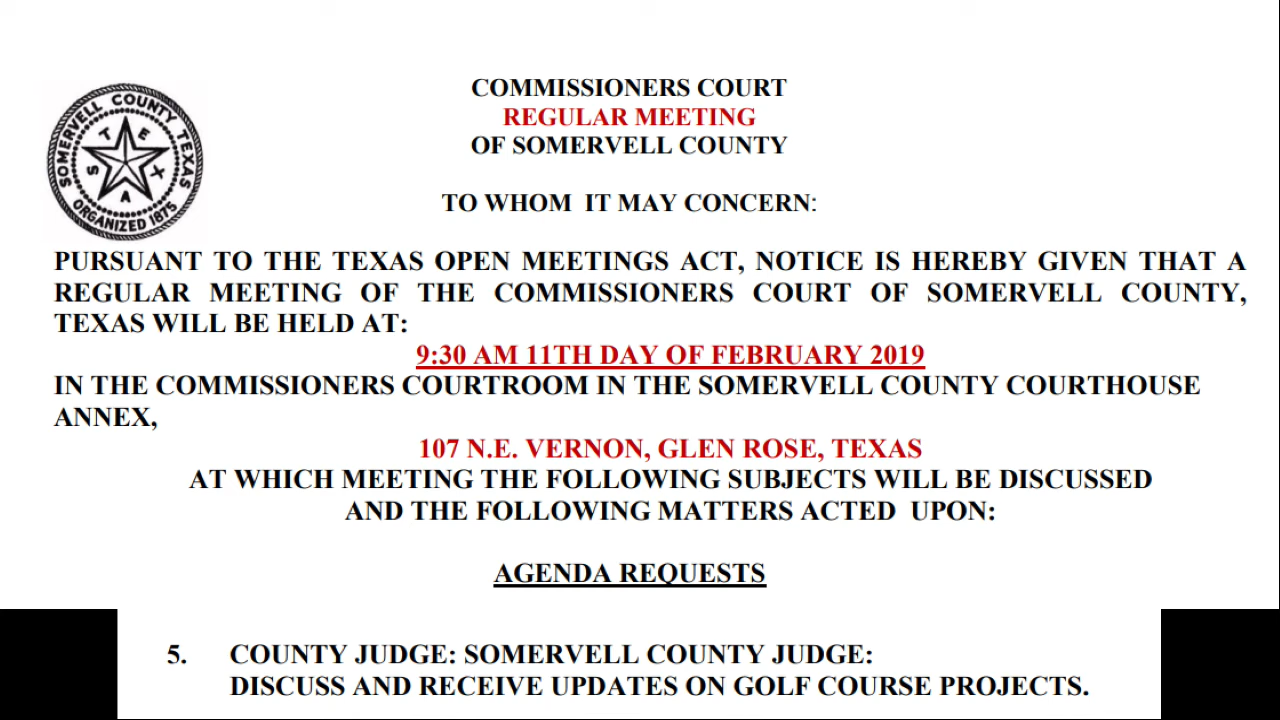 COMMISSIONERS COURT
REGULAR MEETING
OF SOMERVELL COUNTY
SOMERVELL COUNTY TEXAS
ORGANIZED 1875
T E X A S
TO WHOM IT MAY CONCERN:
PURSUANT TO THE TEXAS OPEN MEETINGS ACT, NOTICE IS HEREBY GIVEN THAT A
REGULAR MEETING OF THE COMMISSIONERS COURT OF SOMERVELL COUNTY,
TEXAS WILL BE HELD AT:
9:30 AM 11TH DAY OF FEBRUARY 2019
IN THE COMMISSIONERS COURTROOM IN THE SOMERVELL COUNTY COURTHOUSE
ANNEX,
107 N.E. VERNON, GLEN ROSE, TEXAS
AT WHICH MEETING THE FOLLOWING SUBJECTS WILL BE DISCUSSED
AND THE FOLLOWING MATTERS ACTED UPON:
AGENDA REQUESTS
5. COUNTY JUDGE: SOMERVELL COUNTY JUDGE:
DISCUSS AND RECEIVE UPDATES ON GOLF COURSE PROJECTS.